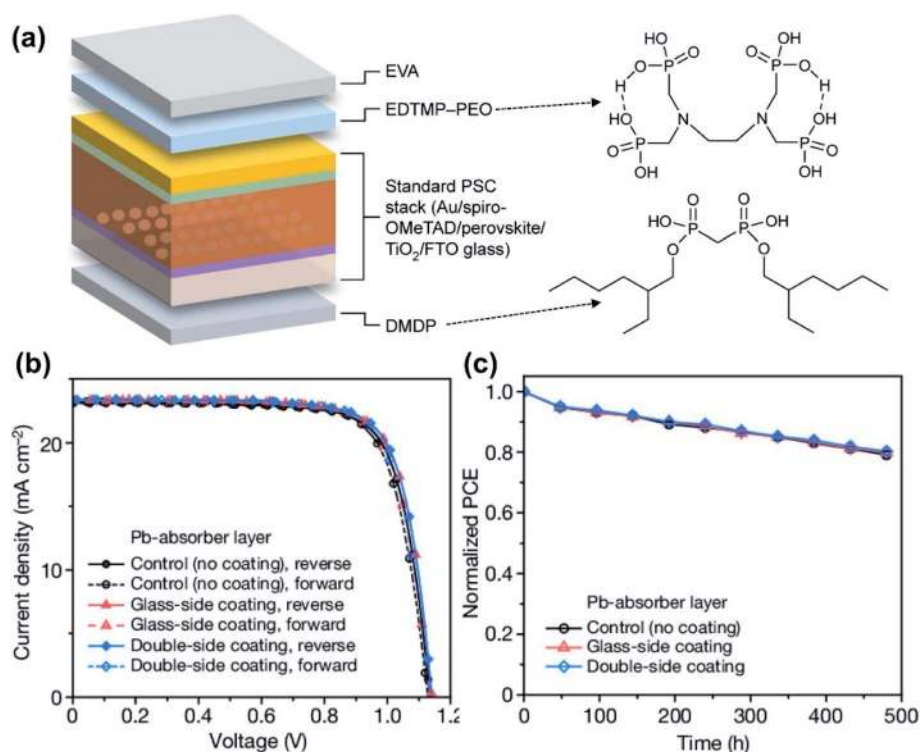 (a)
EVA
EDTMP–PEO
Standard PSC
stack (Au/spiro-
OMeTAD/perovskite/
TiO2/FTO glass)
DMDP
HO
O
P
O
H
HO
P
O
OH
N
N
HO
O
P
O
H
OH
P
O
OH
HO
O
P
O
O
P
OH
O
(b)
Current density (mA cm–2)
20
10
0
Pb-absorber layer
Control (no coating), reverse
Control (no coating), forward
Glass-side coating, reverse
Glass-side coating, forward
Double-side coating, reverse
Double-side coating, forward
0 0.2 0.4 0.6 0.8 1.0 1.2
Voltage (V)
(c)
Normalized PCE
1.0
0.8
0.6
0.4
0.2
0
Pb-absorber layer
Control (no coating)
Glass-side coating
Double-side coating
0 100 200 300 400 500
Time (h)